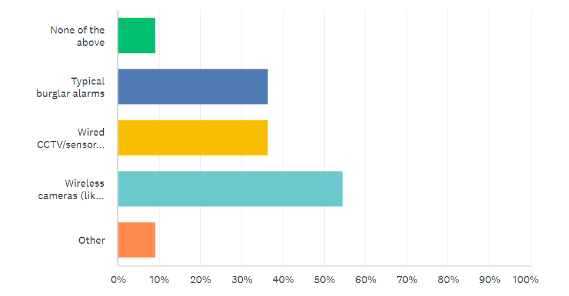 None of the
above
Typical
burglar alarms
Wired
CCTV/sensor...
Wireless
cameras (lik...
Other
0% 10% 20% 30% 40% 50% 60% 70% 80% 90% 100%